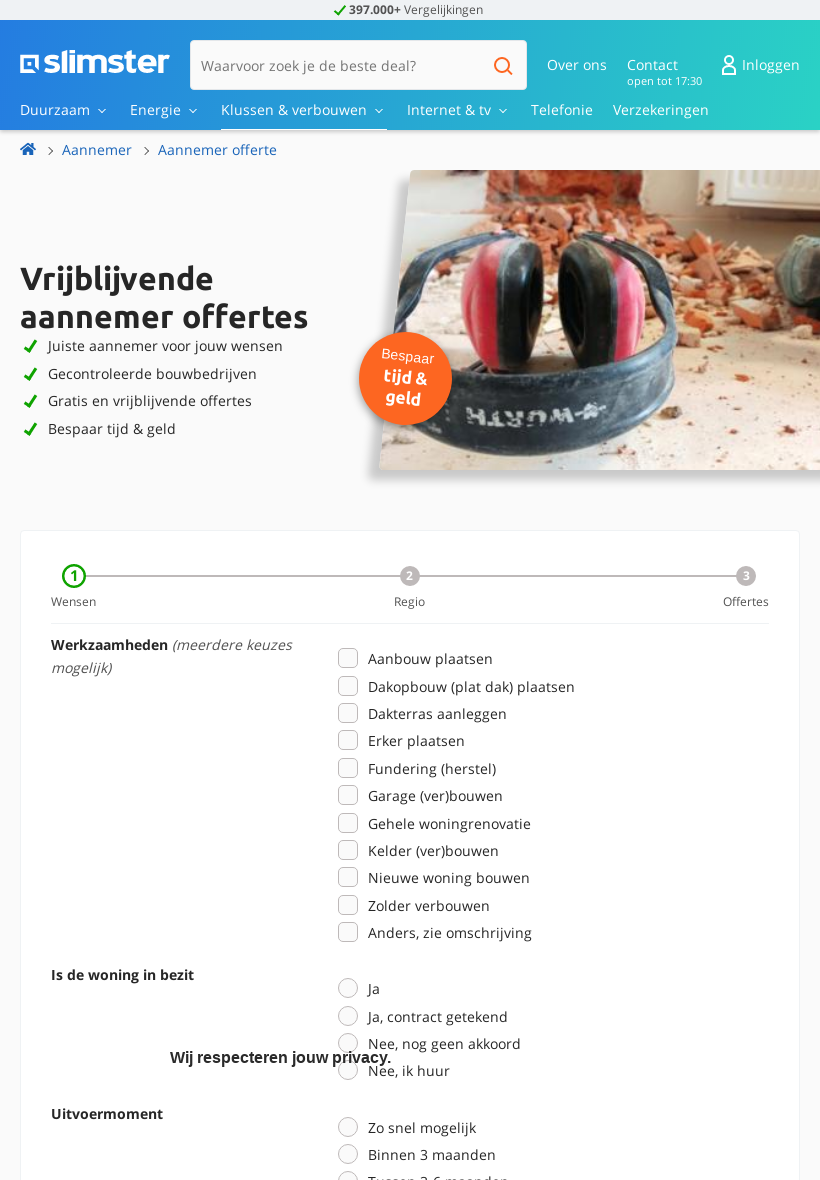 397.000+ Vergelijkingen
slimster
Waarvoor zoek je de beste deal?
Over ons
Contact
open tot 17:30
Inloggen
Duurzaam
Energie
Klussen & verbouwen
Internet & tv
Telefonie
Verzekeringen
Aannemer
Aannemer offerte
Vrijblijvende
aannemer offertes
Juiste aannemer voor jouw wensen
Gecontroleerde bouwbedrijven
Gratis en vrijblijvende offertes
Bespaar tijd & geld
Bespaar
tijd &
geld
WÜRTH
1
2
3
Wensen
Regio
Offertes
Werkzaamheden (meerdere keuzes
mogelijk)
Aanbouw plaatsen
Dakopbouw (plat dak) plaatsen
Dakterras aanleggen
Erker plaatsen
Fundering (herstel)
Garage (ver)bouwen
Gehele woningrenovatie
Kelder (ver)bouwen
Nieuwe woning bouwen
Zolder verbouwen
Anders, zie omschrijving
Is de woning in bezit
Ja
Ja, contract getekend
Nee, nog geen akkoord
Wij respecteren jouw privacy.
Nee, ik huur
Uitvoermoment
Zo snel mogelijk
Binnen 3 maanden
Tussen 3-6 maanden